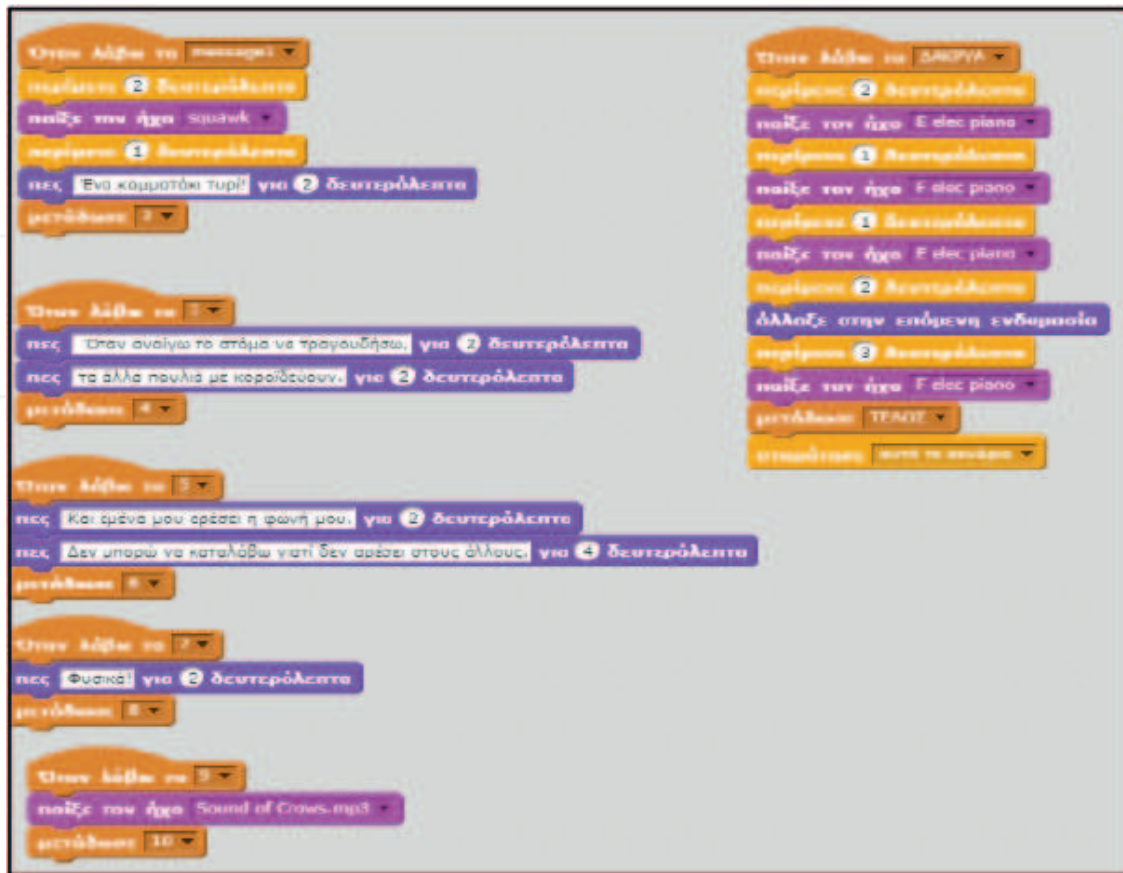 Όταν λάβω το message1
περίμενε 2 δευτερόλεπτα
παίξε τον ήχο squawk
περίμενε 1 δευτερόλεπτα
πες Ένα κομματάκι τυρί! για 2 δευτερόλεπτα
μετάδωσε
Όταν λάβω το
πες Όταν ανοίγω το στόμα να τραγουδήσω, για 2 δευτερόλεπτα
πες τα άλλα πουλιά με κοροϊδεύουν. για 2 δευτερόλεπτα
μετάδωσε 4
Όταν λάβω το 5
πες Και εμένα μου αρέσει η φωνή μου. για 2 δευτερόλεπτα
πες Δεν μπορώ να καταλάβω γιατί δεν αρέσει στους άλλους. για 4 δευτερόλεπτα
μετάδωσε 6
Όταν λάβω το 7
πες Φυσικά! για 2 δευτερόλεπτα
μετάδωσε 8
Όταν λάβω το 9
παίξε τον ήχο Sound of Crows.mp3
μετάδωσε 10
Όταν λάβω το ΔΑΚΡΥΑ
περίμενε 2 δευτερόλεπτα
παίξε τον ήχο E elec piano
περίμενε 1 δευτερόλεπτα
παίξε τον ήχο elec piano
περίμενε 1 δευτερόλεπτα
παίξε τον ήχο E elec piano
περίμενε 2 δευτερόλεπτα
άλλαξε στην επόμενη ενδυμασία
περίμενε 3 δευτερόλεπτα
παίξε τον ήχο F elec piano
μετάδωσε ΤΕΛΟΣ
σταμάτησε αυτό το σενάριο